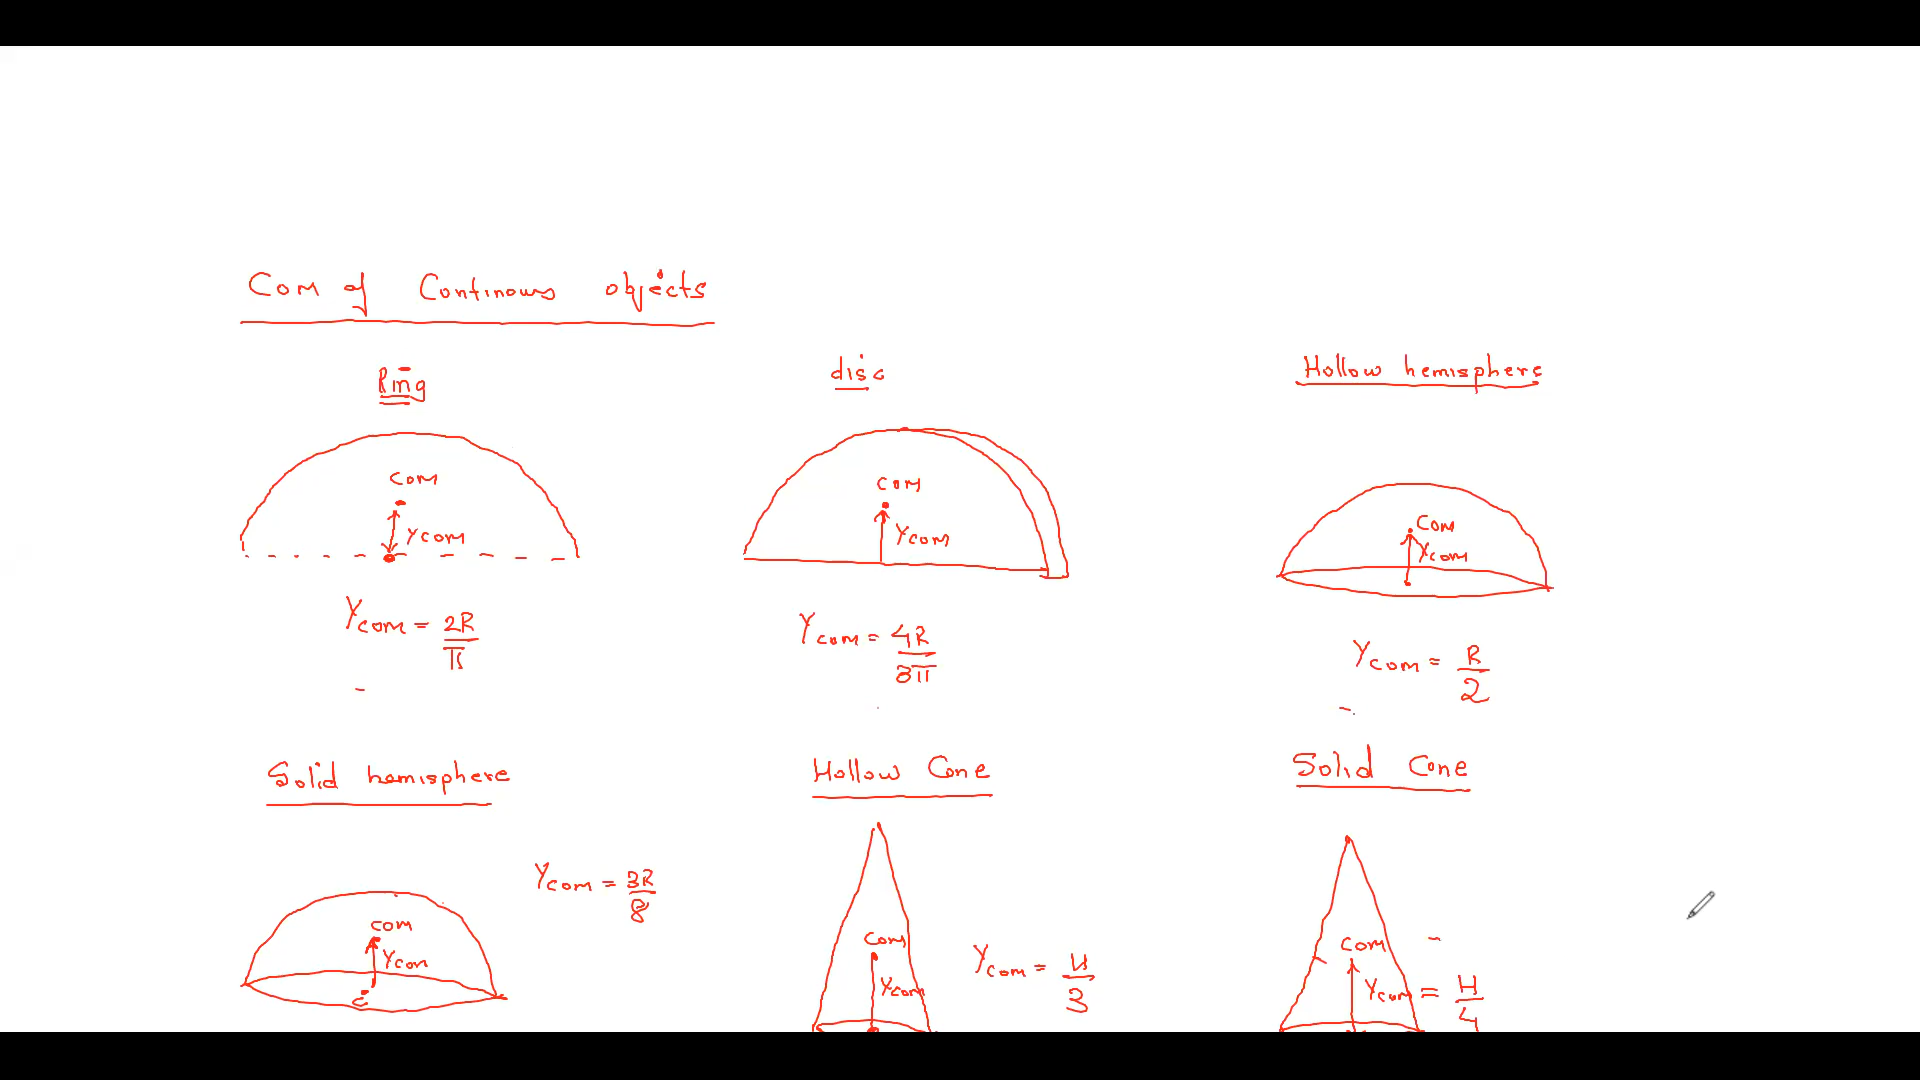 Com of Continous objects
Ring
disc
Hollow hemisphere
com
Ycom
com
Ycom
Com
Ycom
Ycom = 2R/π
Ycom = 4R/3π
Ycom = R/2
Solid hemisphere
Hollow Cone
Solid Cone
Ycom = 3R/8
com
Ycom
c
Com
Ycom
Ycom = H/3
com
Ycom = H/4